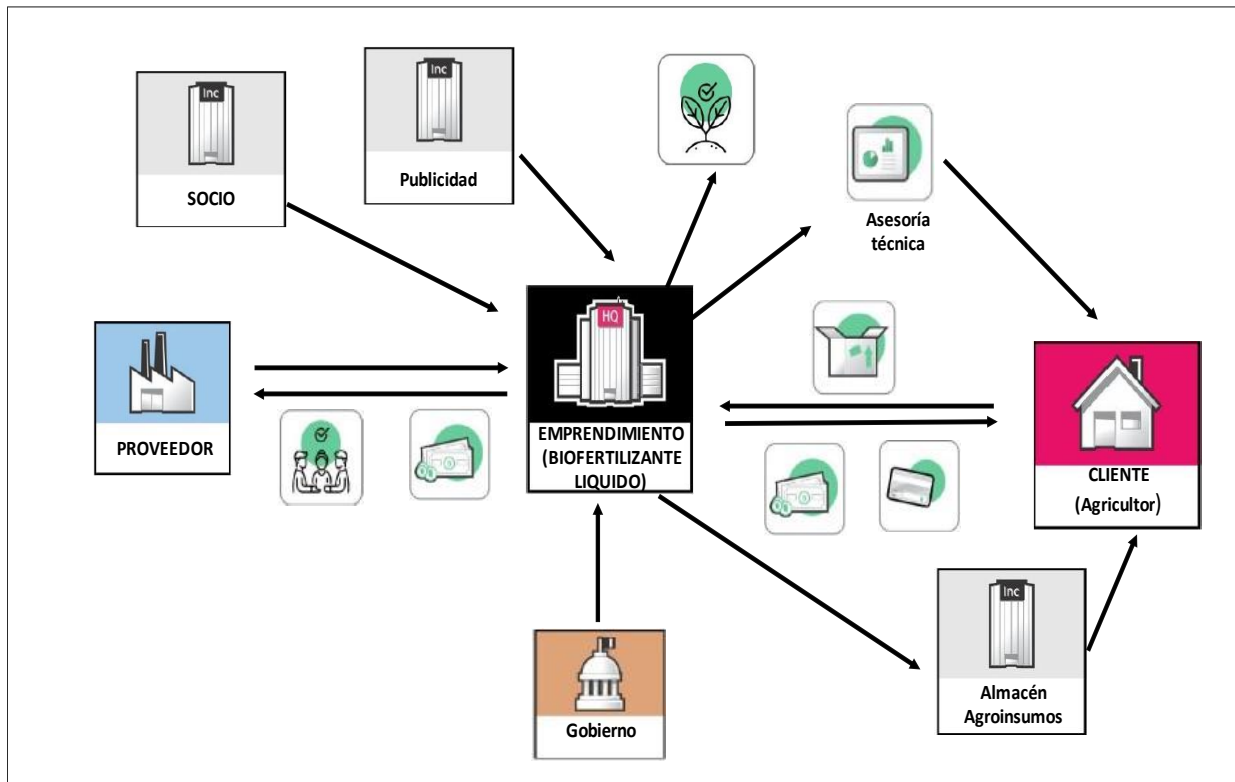 Inc
SOCIO
Inc
Publicidad
Asesoría
técnica
PROVEEDOR
HQ
EMPRENDIMIENTO
(BIOFERTILIZANTE
LIQUIDO)
CLIENTE
(Agricultor)
Gobierno
Inc
Almacén
Agroinsumos